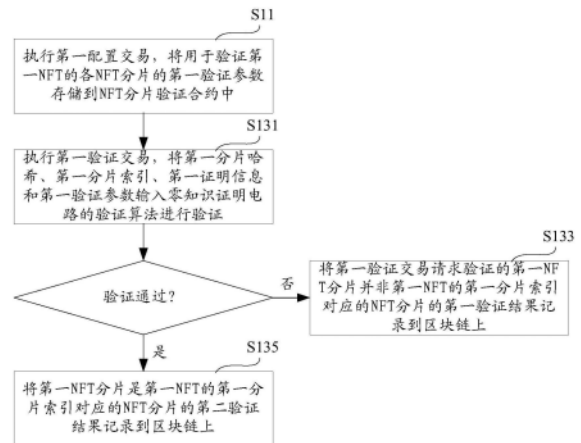 S11
执行第一配置交易，将用于验证第
一NFT的各NFT分片的第一验证参数
存储到NFT分片验证合约中
S131
执行第一验证交易，将第一分片哈
希、第一分片索引、第一证明信息
和第一验证参数输入零知识证明电
路的验证算法进行验证
验证通过?
否
S133
将第一验证交易请求验证的第一NF
T分片并非第一NFT的第一分片索引
对应的NFT分片的第一验证结果记
录到区块链上
是
S135
将第一NFT分片是第一NFT的第一分
片索引对应的NFT分片的第二验证
结果记录到区块链上